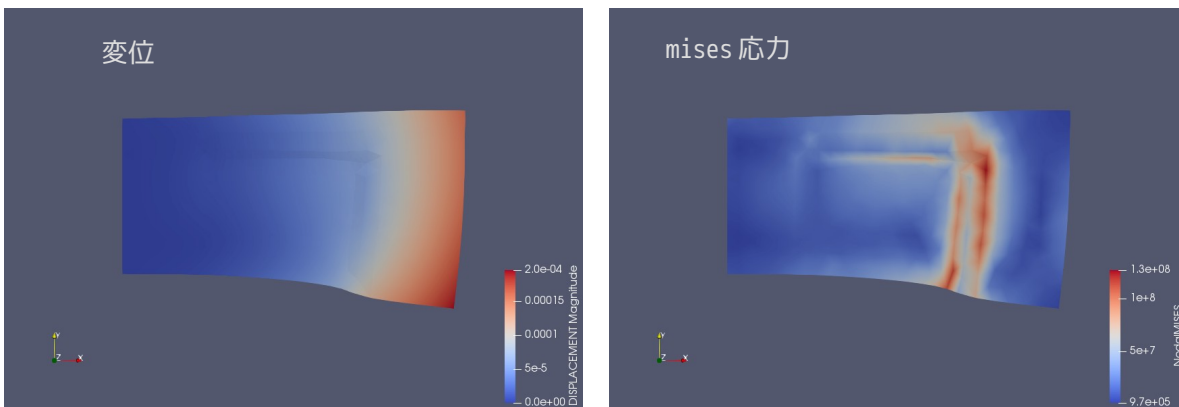 変位
2.0e-04
0.00015
0.0001
5e-5
0.0e+00
DISPLACEMENT Magnitude
Y
Z
X
mises 応力
1.3e+08
1e+8
5e+7
9.7e+05
NodalMISES
Y
Z
X